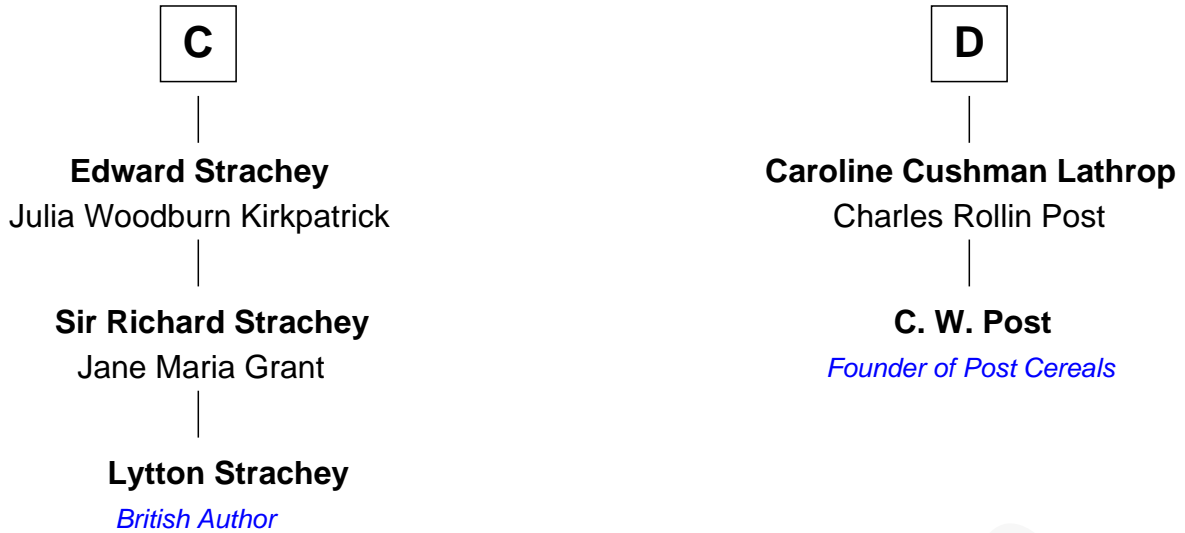 C
Edward Strachey
Julia Woodburn Kirkpatrick
Sir Richard Strachey
Jane Maria Grant
Lytton Strachey
British Author
D
Caroline Cushman Lathrop
Charles Rollin Post
C. W. Post
Founder of Post Cereals